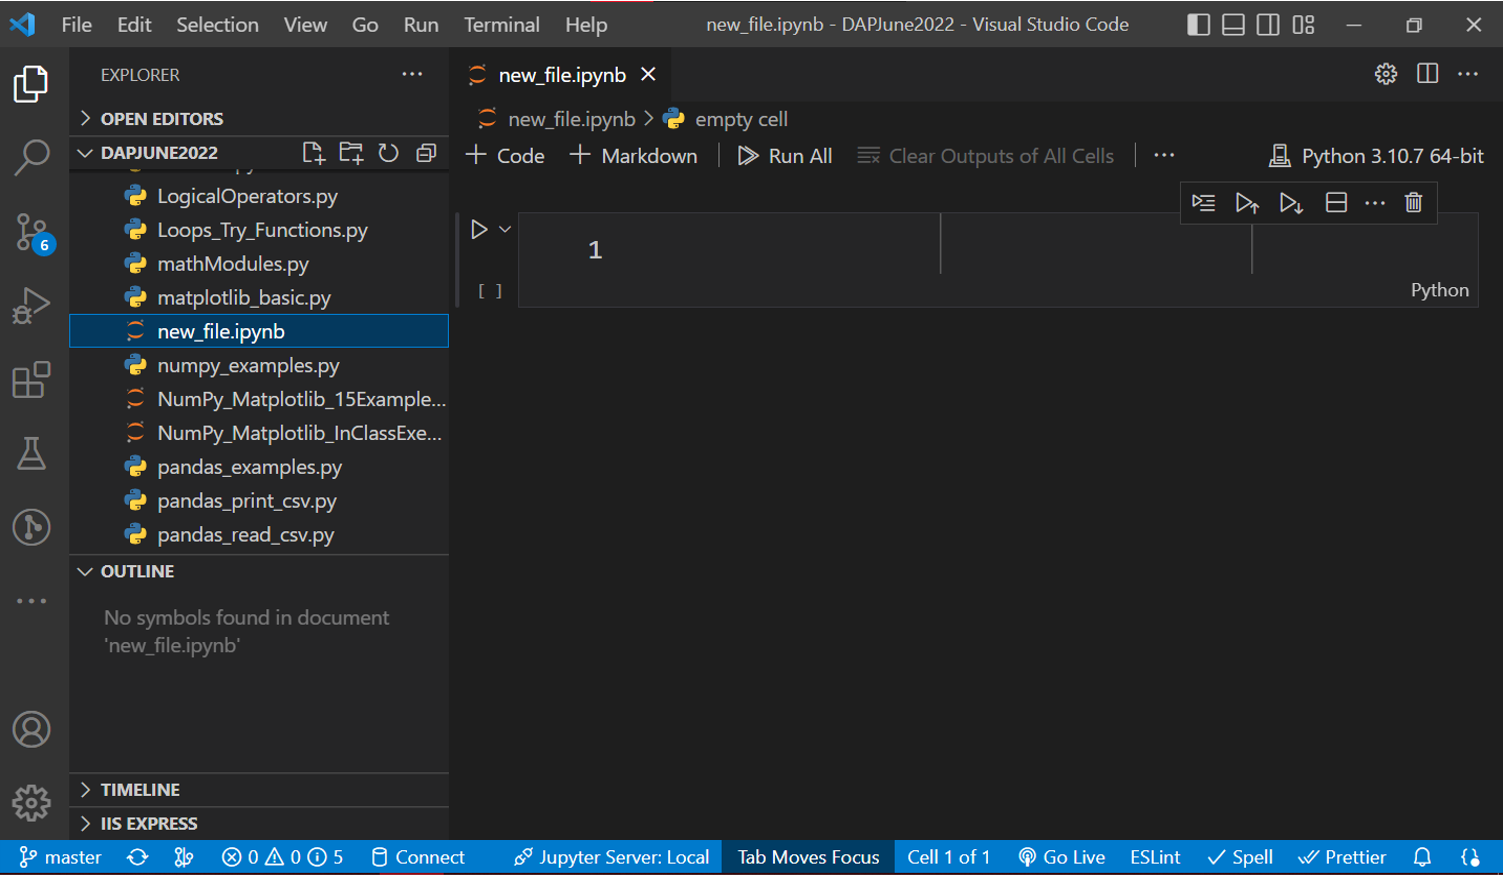 File Edit Selection View Go Run Terminal Help new_file.ipynb - DAPJune2022 - Visual Studio Code
EXPLORER
new_file.ipynb
OPEN EDITORS
new_file.ipynb > empty cell
DAPJUNE2022
+ Code + Markdown Run All Clear Outputs of All Cells ... Python 3.10.7 64-bit
LogicalOperators.py
Loops_Try_Functions.py
mathModules.py
matplotlib_basic.py
new_file.ipynb
numpy_examples.py
NumPy_Matplotlib_15Example...
NumPy_Matplotlib_InClassExe...
pandas_examples.py
pandas_print_csv.py
pandas_read_csv.py
1
[ ]
Python
6
OUTLINE
No symbols found in document
'new_file.ipynb'
TIMELINE
IIS EXPRESS
master 0 0 5 Connect Jupyter Server: Local Tab Moves Focus Cell 1 of 1 Go Live ESLint Spell Prettier